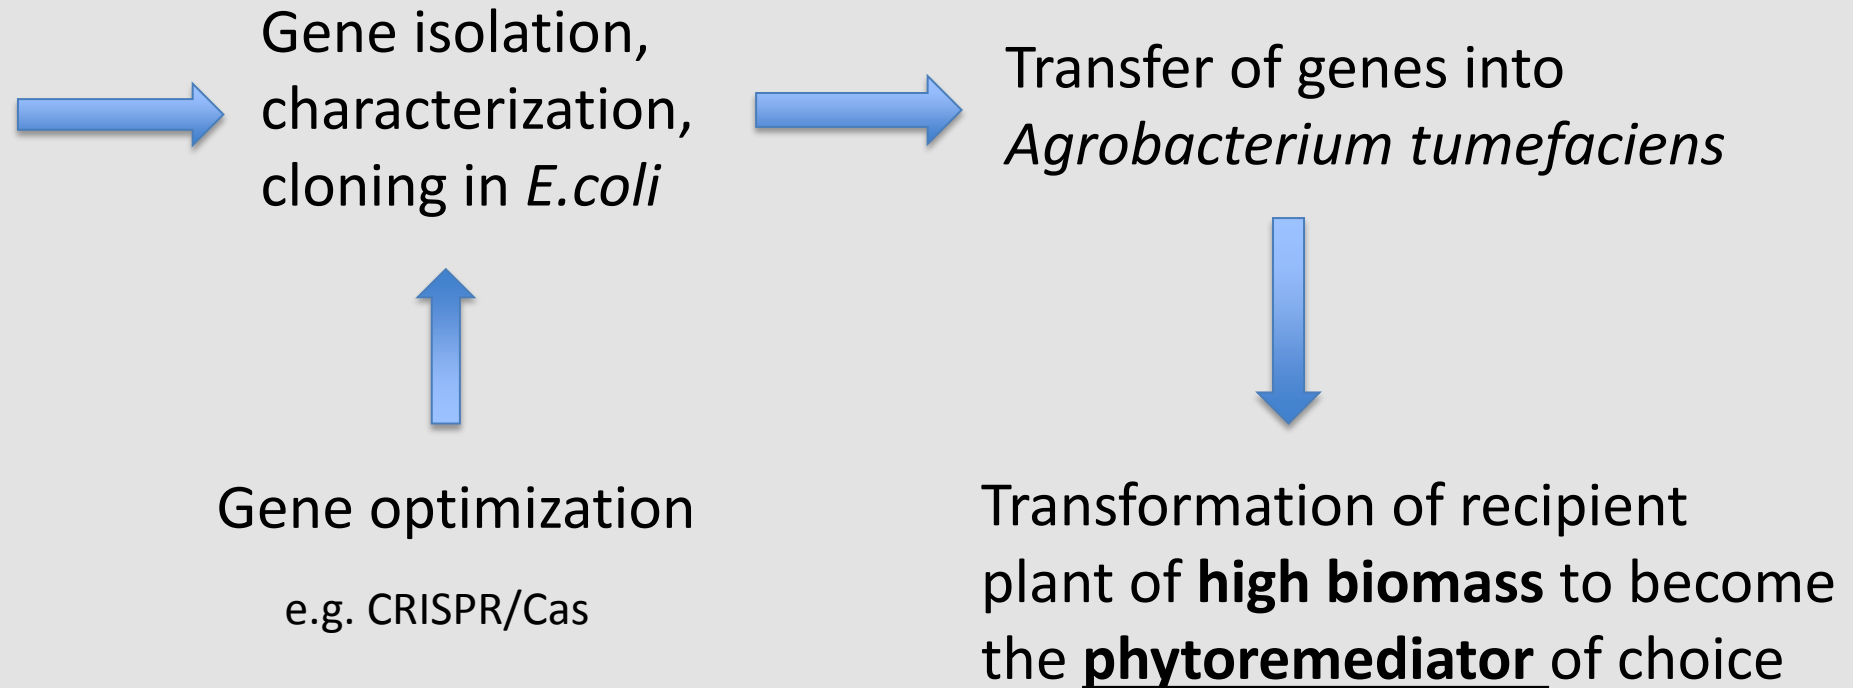 Gene isolation,
characterization,
cloning in E.coli
Transfer of genes into
Agrobacterium tumefaciens
Gene optimization
e.g. CRISPR/Cas
Transformation of recipient
plant of high biomass to become
the phytoremediator of choice